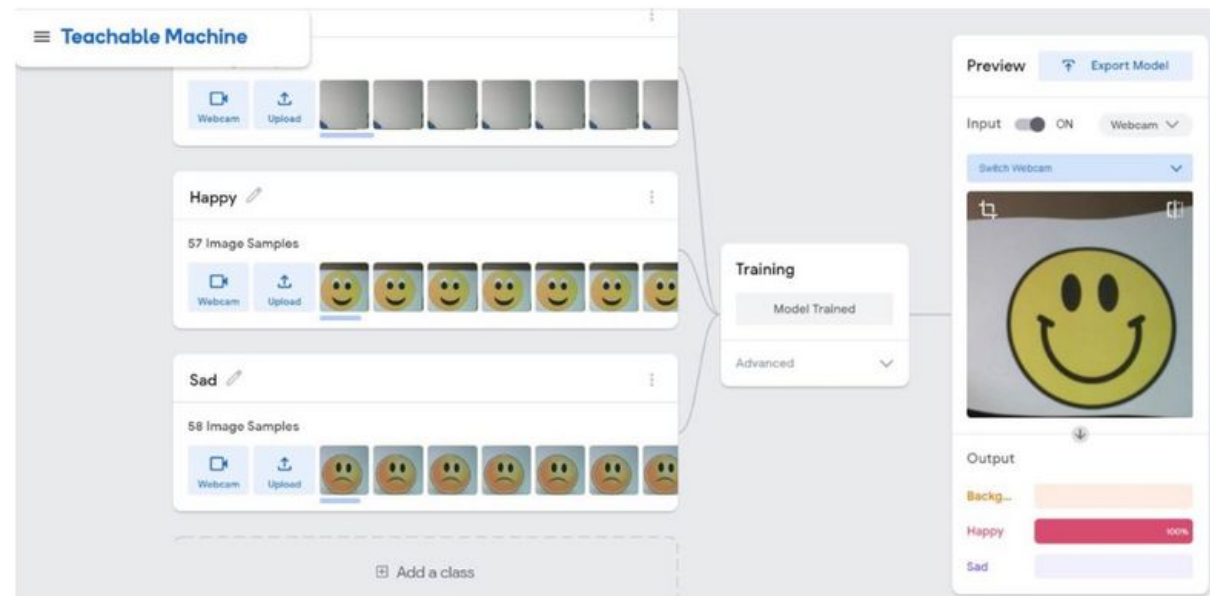 Teachable Machine
Webcam
Upload
Happy
57 Image Samples
Webcam
Upload
Sad
58 Image Samples
Webcam
Upload
Add a class
Training
Model Trained
Advanced
Preview
Export Model
Input ON Webcam
Switch Webcam
Output
Backg...
Happy 100%
Sad